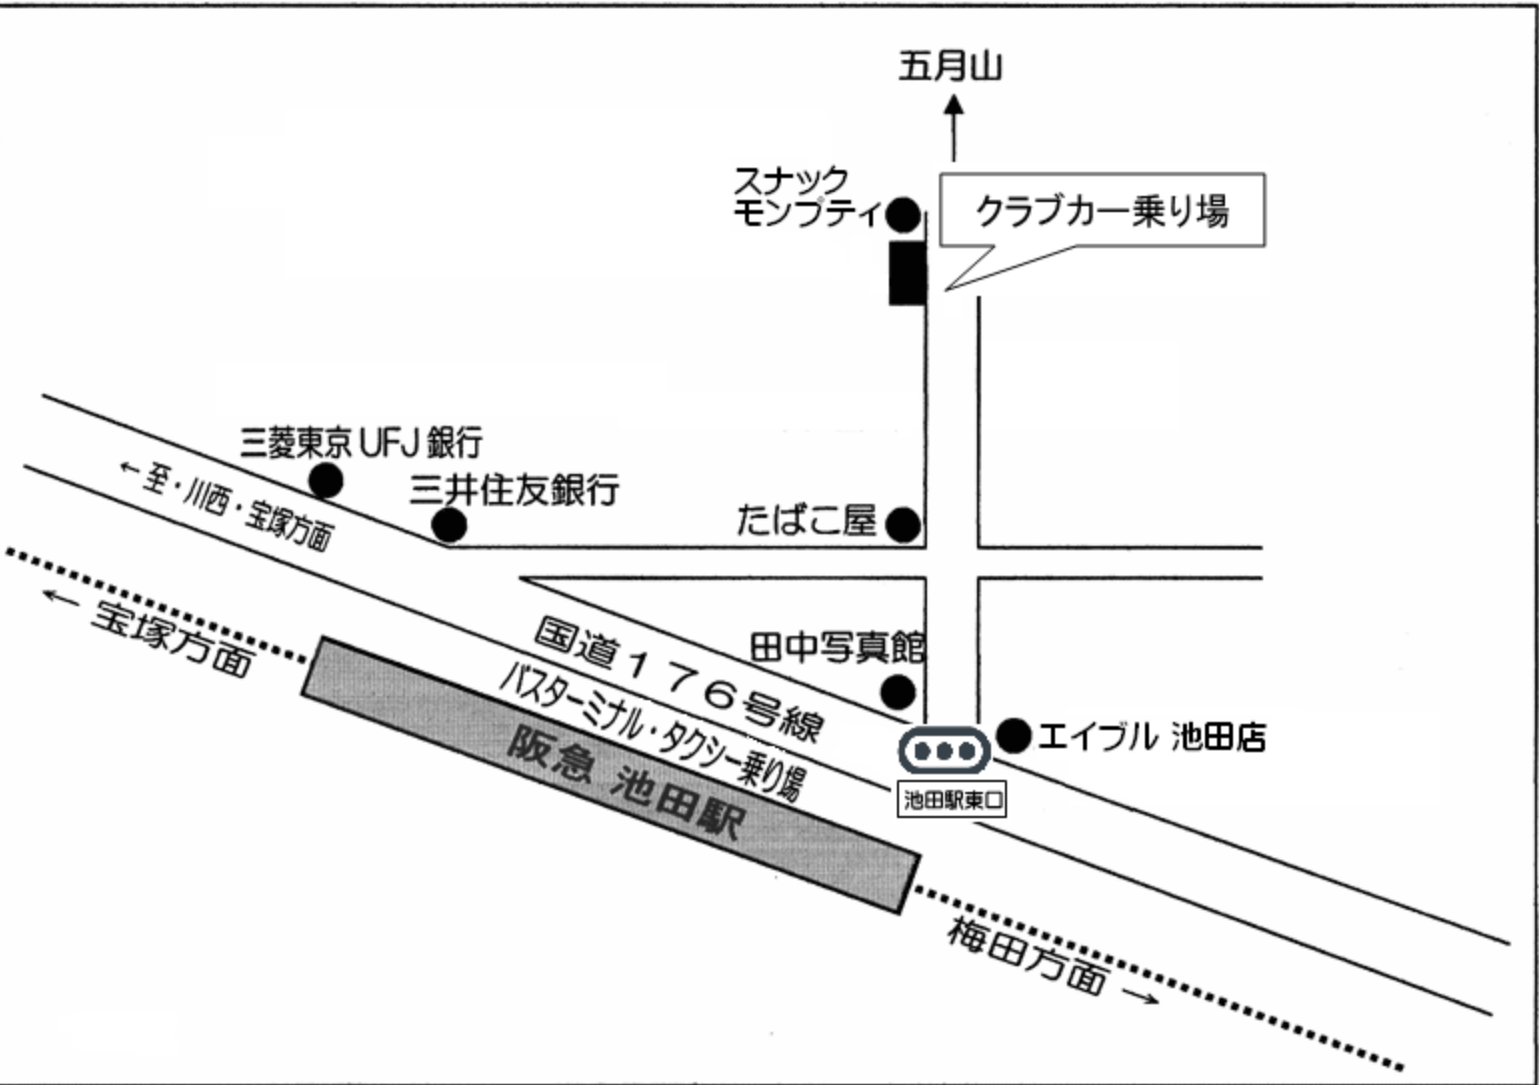 五月山
スナック
モンプティ
クラブカー乗り場
三菱東京UFJ銀行
三井住友銀行
← 至・川西・宝塚方面
たばこ屋
← 宝塚方面
国道176号線
田中写真館
バスターミナル・タクシー乗り場
エイブル 池田店
阪急 池田駅
池田駅東口
梅田方面 →